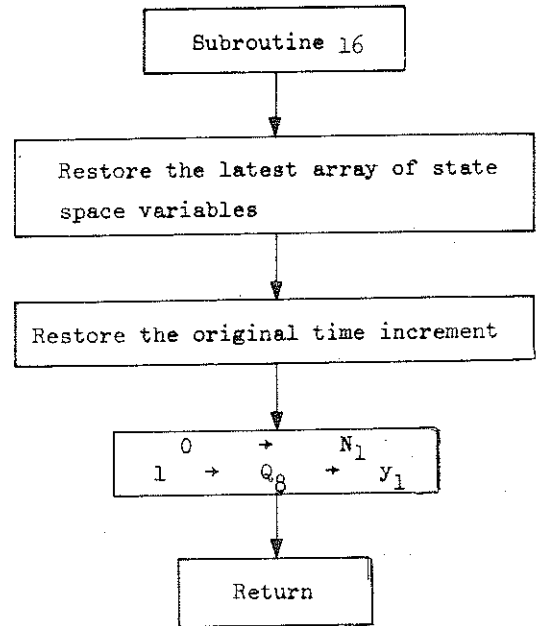 Subroutine 16
Restore the latest array of state
space variables
Restore the original time increment
0 → N₁
1 → Q₈ → y₁
Return